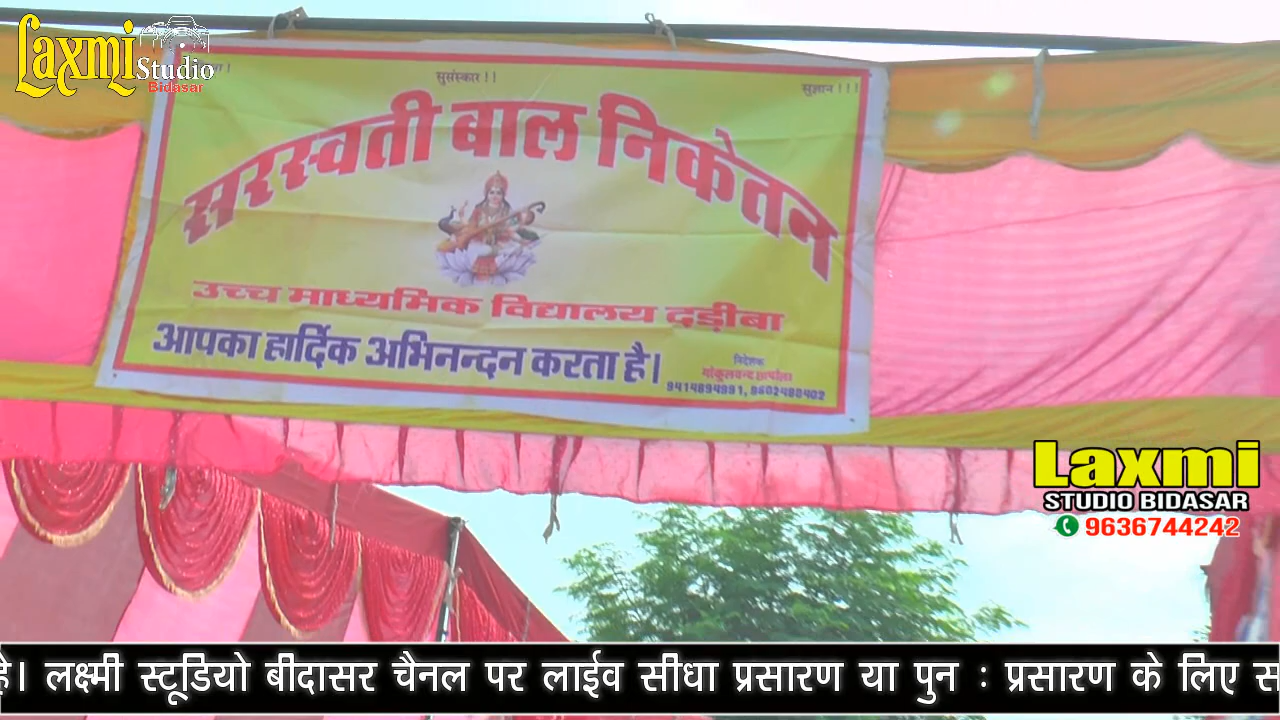 Laxmi Studio
Bidasar
सुसंस्कार !!
सुज्ञान !!!
सरस्वती बाल निकेतन
उच्च माध्यमिक विद्यालय दड़ीबा
आपका हार्दिक अभिनन्दन करता है।
निदेशक
9414894991,
Laxmi
STUDIO BIDASAR
9636744242
है। लक्ष्मी स्टूडियो बीदासर चैनल पर लाईव सीधा प्रसारण या पुन : प्रसारण के लिए स